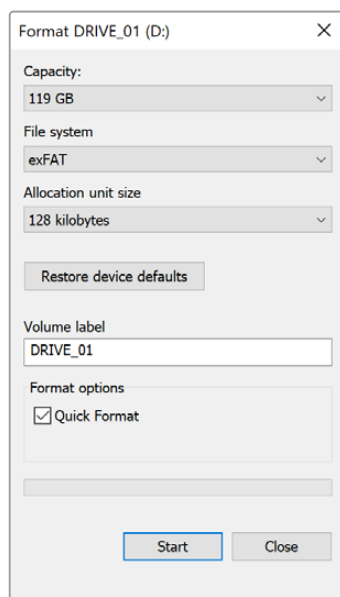 Format DRIVE_01 (D:)
Capacity:
119 GB
File system
exFAT
Allocation unit size
128 kilobytes
Restore device defaults
Volume label
DRIVE_01
Format options
Quick Format
Start Close